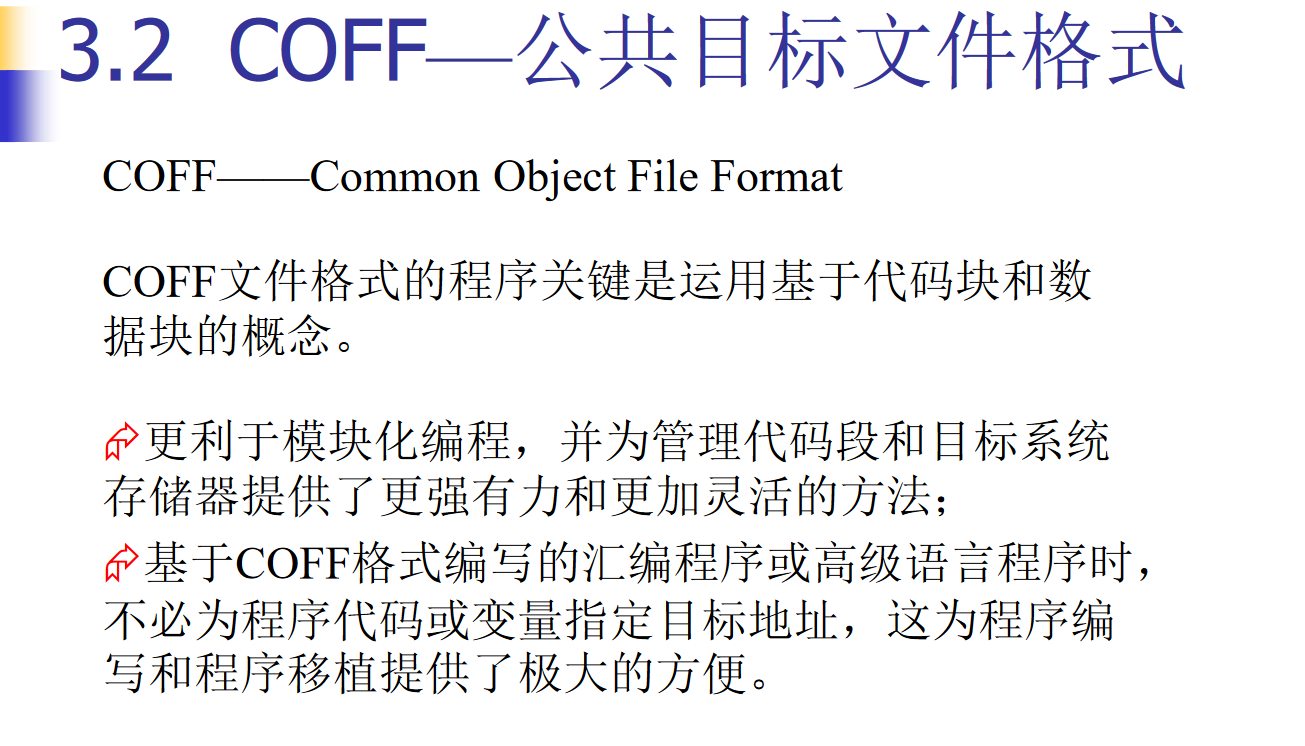 3.2 COFF—公共目标文件格式
COFF——Common Object File Format
COFF文件格式的程序关键是运用基于代码块和数
据块的概念。
更利于模块化编程，并为管理代码段和目标系统
存储器提供了更强有力和更加灵活的方法；
基于COFF格式编写的汇编程序或高级语言程序时，
不必为程序代码或变量指定目标地址，这为程序编
写和程序移植提供了极大的方便。